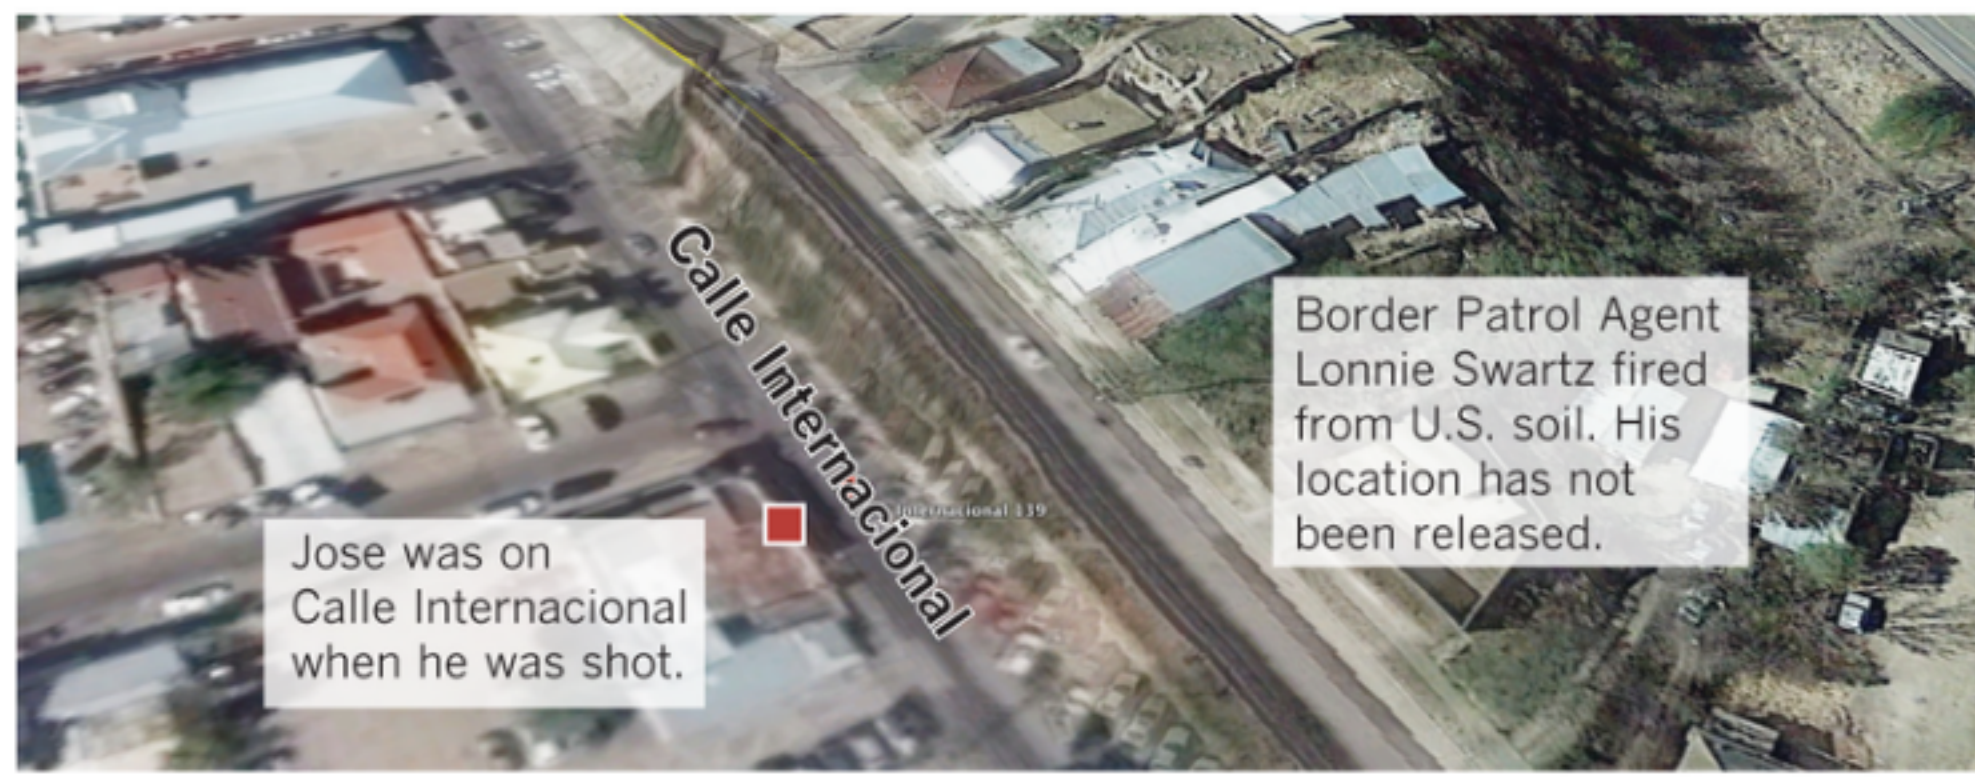 Calle Internacional
Internacional 139
Border Patrol Agent
Lonnie Swartz fired
from U.S. soil. His
location has not
been released.
Jose was on
Calle Internacional
when he was shot.